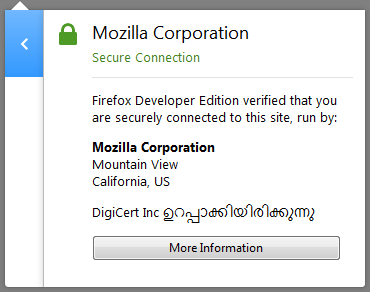 Mozilla Corporation
Secure Connection
Firefox Developer Edition verified that you
are securely connected to this site, run by:
Mozilla Corporation
Mountain View
California, US
DigiCert Inc ഉറപ്പാക്കിയിരിക്കുന്നു
More Information